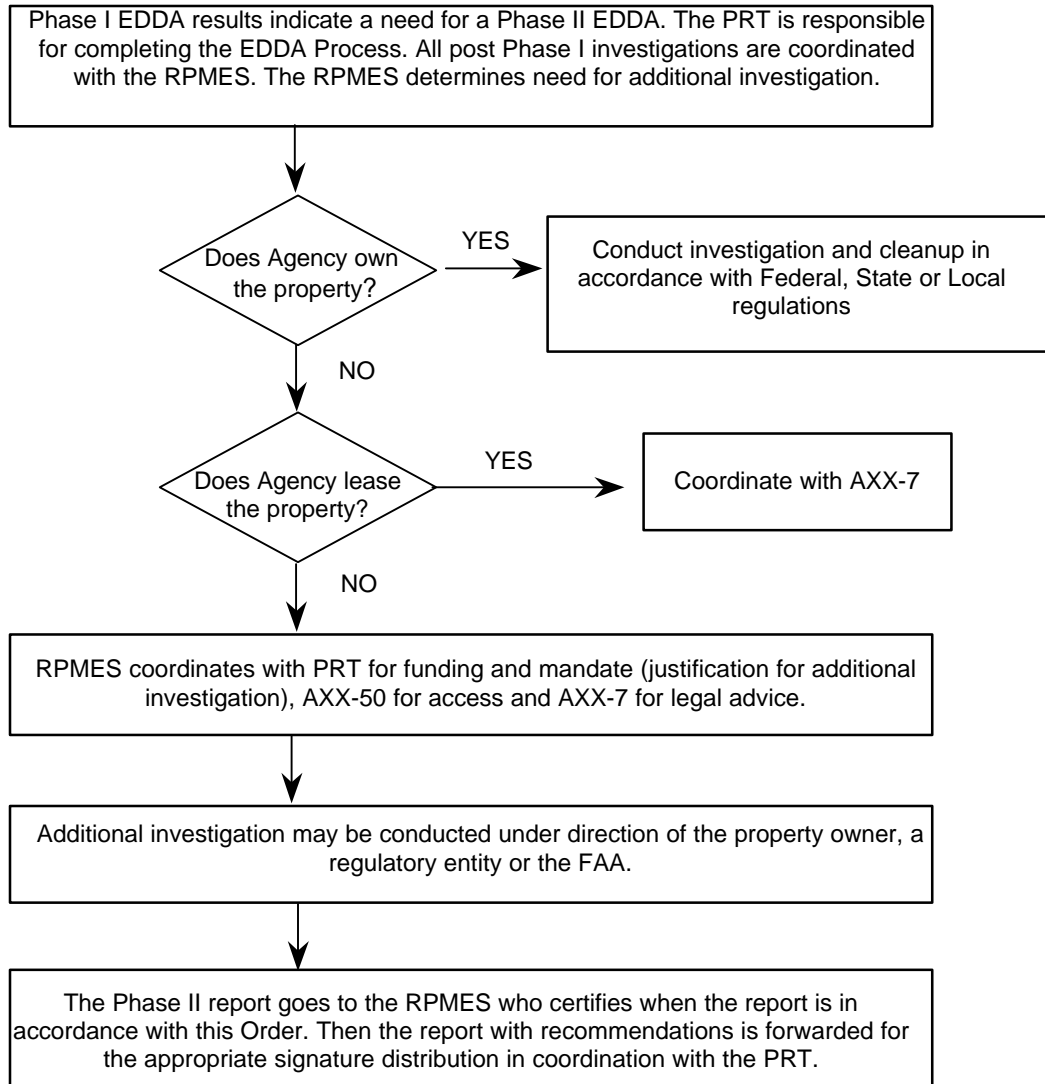 Phase I EDDA results indicate a need for a Phase II EDDA. The PRT is responsible
for completing the EDDA Process. All post Phase I investigations are coordinated
with the RPMES. The RPMES determines need for additional investigation.
Does Agency own
the property?
YES
Conduct investigation and cleanup in
accordance with Federal, State or Local
regulations
NO
Does Agency lease
the property?
YES
Coordinate with AXX-7
NO
RPMES coordinates with PRT for funding and mandate (justification for additional
investigation), AXX-50 for access and AXX-7 for legal advice.
Additional investigation may be conducted under direction of the property owner, a
regulatory entity or the FAA.
The Phase II report goes to the RPMES who certifies when the report is in
accordance with this Order. Then the report with recommendations is forwarded for
the appropriate signature distribution in coordination with the PRT.